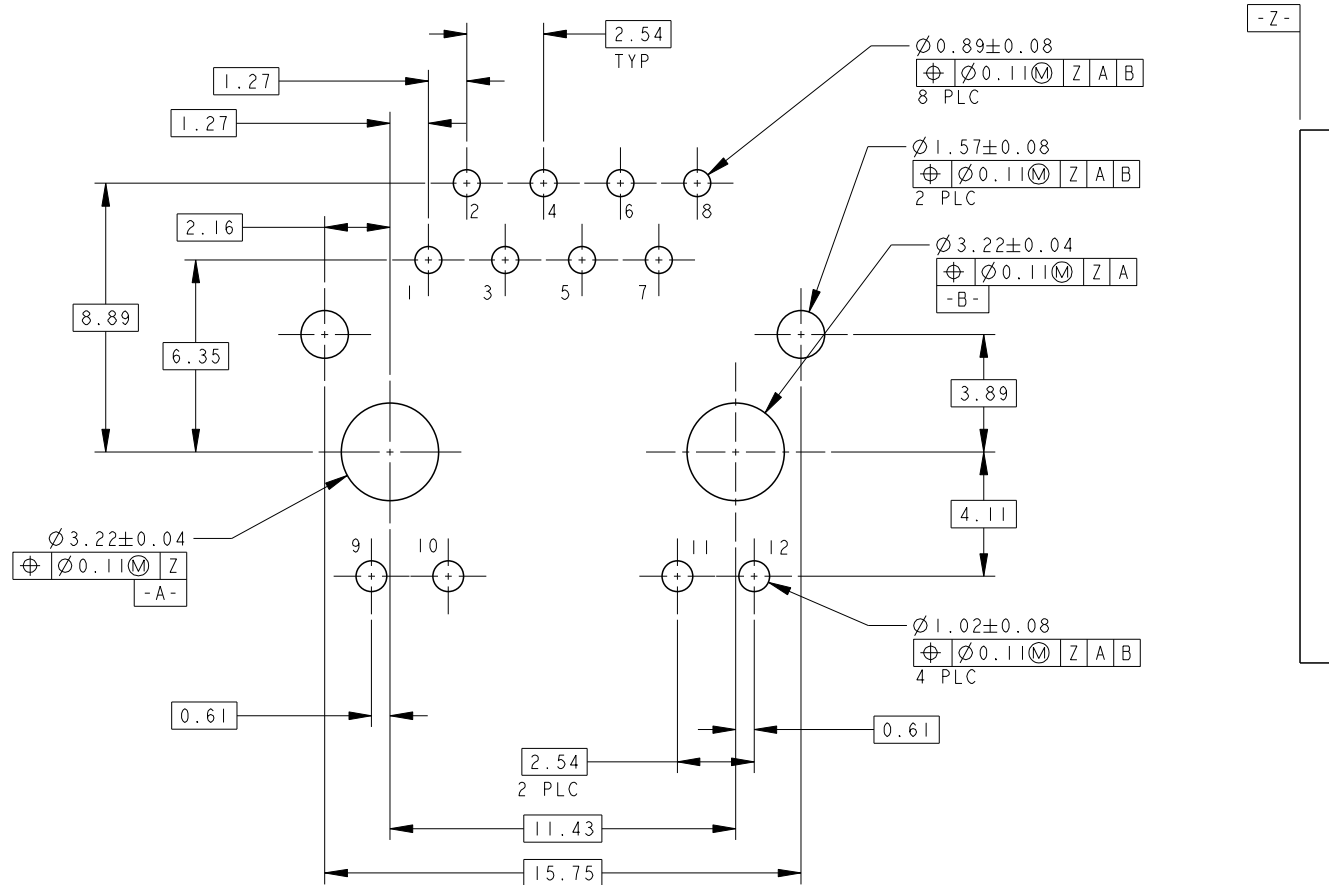 -Z-
2.54
TYP
Ø0.89±0.08
⌖ Ø0.11Ⓜ Z A B
8 PLC
1.27
1.27
Ø1.57±0.08
⌖ Ø0.11Ⓜ Z A B
2 PLC
2 4 6 8
2.16
Ø3.22±0.04
⌖ Ø0.11Ⓜ Z A
-B-
1 3 5 7
8.89
6.35
3.89
4.11
Ø3.22±0.04
⌖ Ø0.11Ⓜ Z
-A-
9 10 11 12
Ø1.02±0.08
⌖ Ø0.11Ⓜ Z A B
4 PLC
0.61
0.61
2.54
2 PLC
11.43
15.75